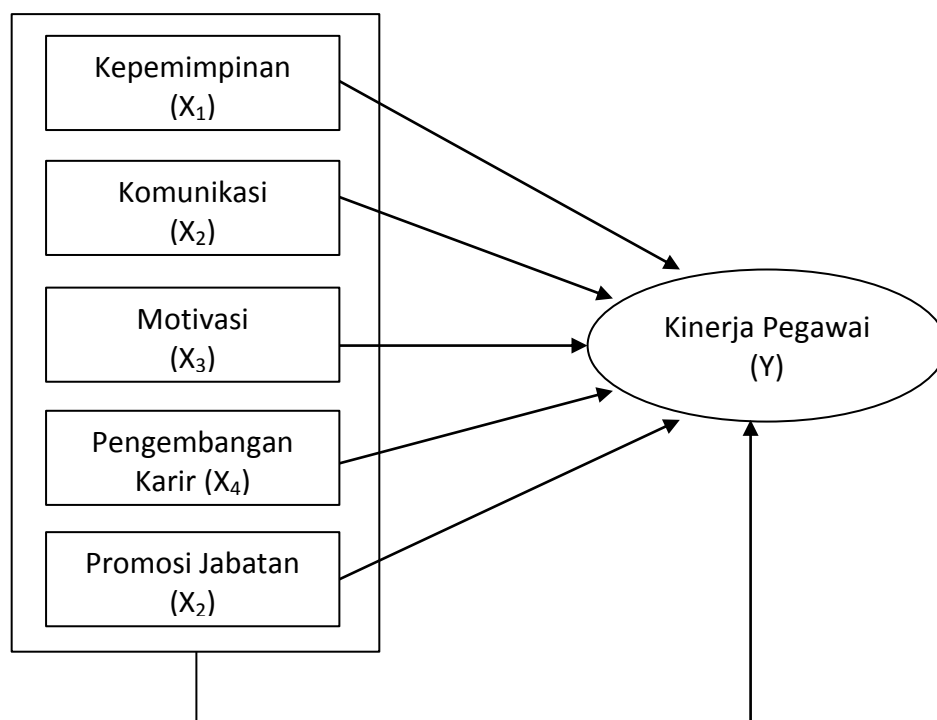 Kepemimpinan
(X₁)
Komunikasi
(X₂)
Motivasi
(X₃)
Pengembangan
Karir (X₄)
Promosi Jabatan
(X₂)
Kinerja Pegawai
(Y)